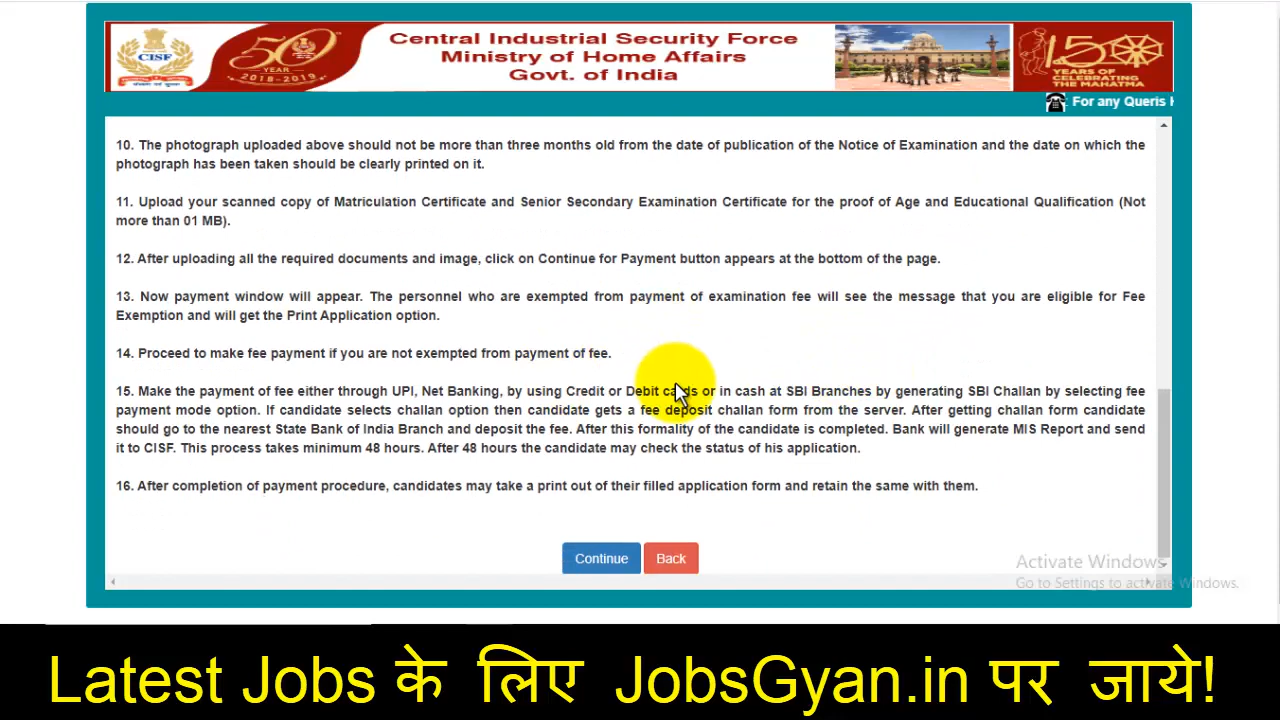 CISF
50
YEAR
2018-2019
Central Industrial Security Force
Ministry of Home Affairs
Govt. of India
150
YEARS OF
CELEBRATING
THE MAHATMA
For any Queris
10. The photograph uploaded above should not be more than three months old from the date of publication of the Notice of Examination and the date on which the
photograph has been taken should be clearly printed on it.
11. Upload your scanned copy of Matriculation Certificate and Senior Secondary Examination Certificate for the proof of Age and Educational Qualification (Not
more than 01 MB).
12. After uploading all the required documents and image, click on Continue for Payment button appears at the bottom of the page.
13. Now payment window will appear. The personnel who are exempted from payment of examination fee will see the message that you are eligible for Fee
Exemption and will get the Print Application option.
14. Proceed to make fee payment if you are not exempted from payment of fee.
15. Make the payment of fee either through UPI, Net Banking, by using Credit or Debit cards or in cash at SBI Branches by generating SBI Challan by selecting fee
payment mode option. If candidate selects challan option then candidate gets a fee deposit challan form from the server. After getting challan form candidate
should go to the nearest State Bank of India Branch and deposit the fee. After this formality of the candidate is completed. Bank will generate MIS Report and send
it to CISF. This process takes minimum 48 hours. After 48 hours the candidate may check the status of his application.
16. After completion of payment procedure, candidates may take a print out of their filled application form and retain the same with them.
Continue Back
Activate Windows
Go to Settings to activate Windows.
Latest Jobs के लिए JobsGyan.in पर जाये!